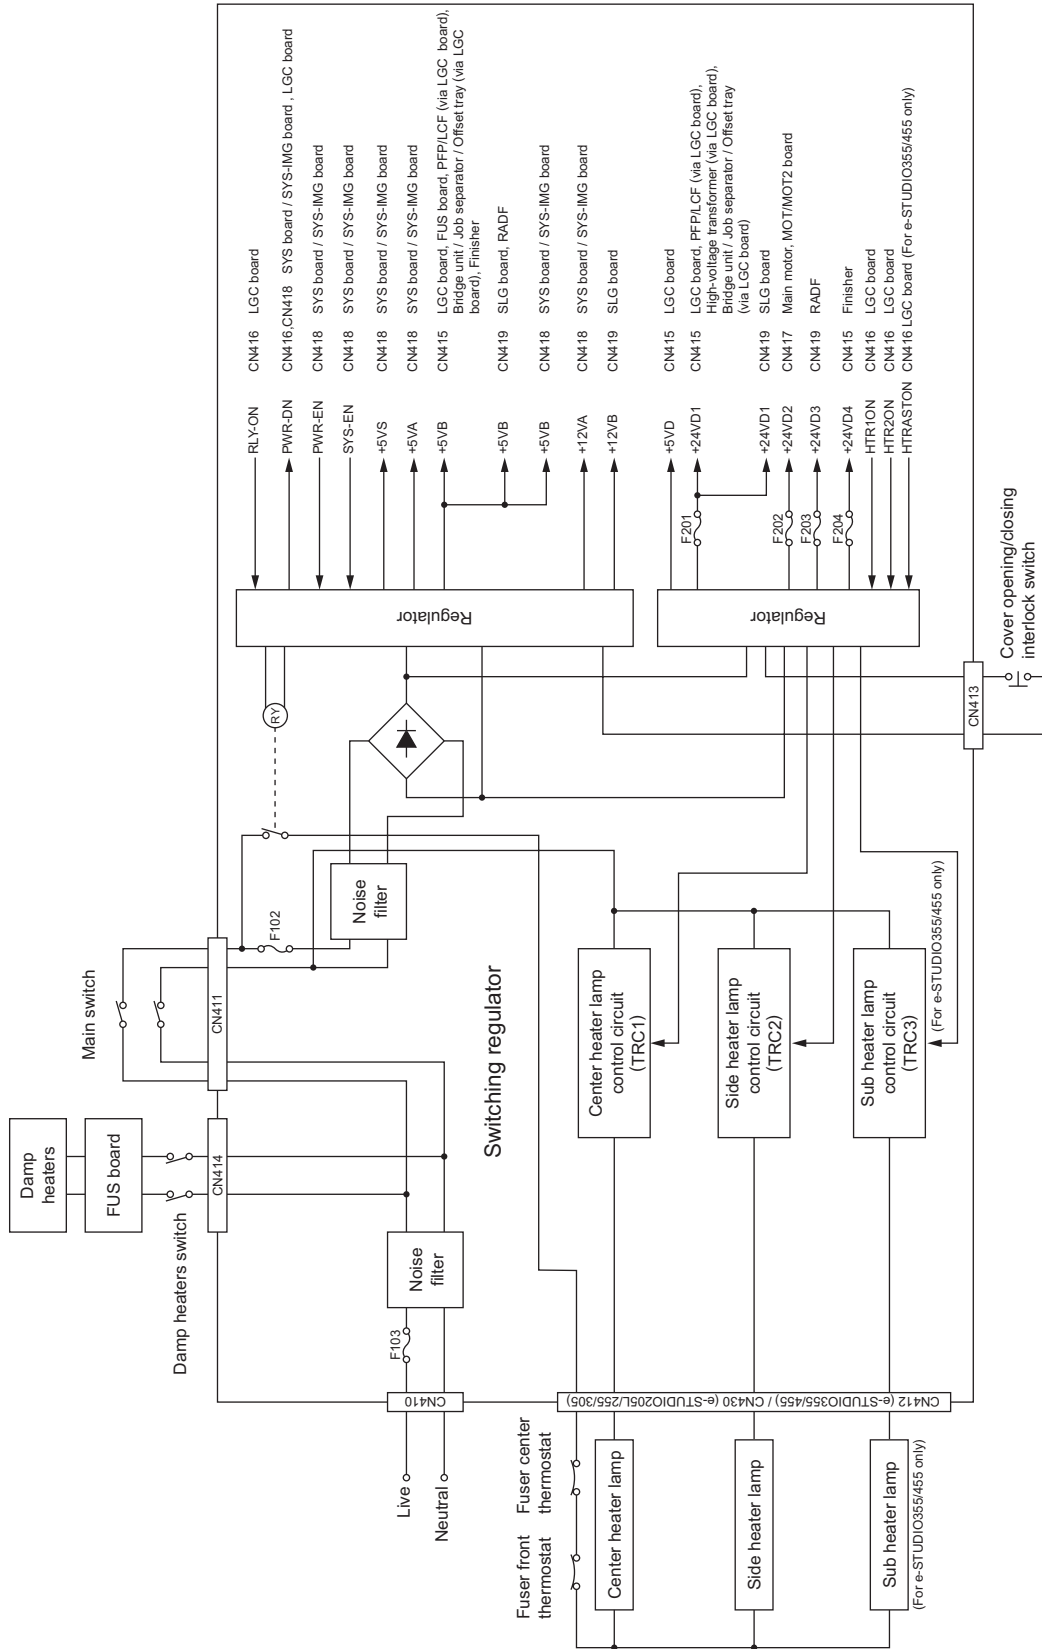 RLY-ON CN416 LGC board
PWR-DN CN416,CN418 SYS board / SYS-IMG board , LGC board
PWR-EN CN418 SYS board / SYS-IMG board
SYS-EN CN418 SYS board / SYS-IMG board
+5VS CN418 SYS board / SYS-IMG board
+5VA CN418 SYS board / SYS-IMG board
+5VB CN415 LGC board, FUS board, PFP/LCF (via LGC board),
Bridge unit / Job separator / Offset tray (via LGC
board), Finisher
+5VB CN419 SLG board, RADF
+5VB CN418 SYS board / SYS-IMG board
+12VA CN418 SYS board / SYS-IMG board
+12VB CN419 SLG board
+5VD CN415 LGC board
+24VD1 CN415 LGC board, PFP/LCF (via LGC board),
High-voltage transformer (via LGC board),
Bridge unit / Job separator / Offset tray
(via LGC board)
+24VD1 CN419 SLG board
+24VD2 CN417 Main motor, MOT/MOT2 board
+24VD3 CN419 RADF
+24VD4 CN415 Finisher
HTR1ON CN416 LGC board
HTR2ON CN416 LGC board
HTRASTON CN416 LGC board (For e-STUDIO355/455 only)
F201
F202
F203
F204
Regulator
Regulator
Cover opening/closing
interlock switch
CN413
RY
Noise
filter
F102
Main switch
CN411
Switching regulator
Damp
heaters
FUS board
CN414
Damp heaters switch
Noise
filter
F103
CN410
Live
Neutral
Center heater lamp
control circuit
(TRC1)
Side heater lamp
control circuit
(TRC2)
Sub heater lamp
control circuit
(TRC3)
(For e-STUDIO355/455 only)
CN412 (e-STUDIO355/455) / CN430 (e-STUDIO205L/255/305)
Fuser front
thermostat
Fuser center
thermostat
Center heater lamp
Side heater lamp
Sub heater lamp
(For e-STUDIO355/455 only)